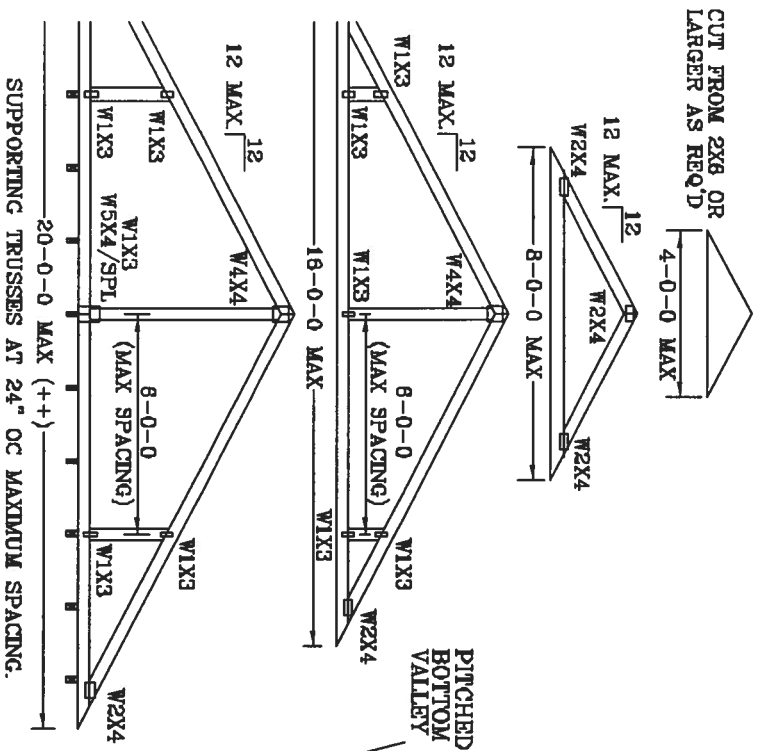 CUT FROM 2X6 OR
LARGER AS REQ'D
4-0-0 MAX
12
12 MAX.
W2X4
W2X4
W2X4
8-0-0 MAX
12
12 MAX.
W1X3
W4X4
W1X3
W1X3
6-0-0
(MAX SPACING)
W1X3
W1X3
W2X4
16-0-0 MAX
PITCHED
BOTTOM
VALLEY
12
12 MAX.
W1X3
W4X4
W1X3
W1X3
W5X4/SPL
6-0-0
(MAX SPACING)
W1X3
W1X3
W2X4
20-0-0 MAX (++)
SUPPORTING TRUSSES AT 24" OC MAXIMUM SPACING.